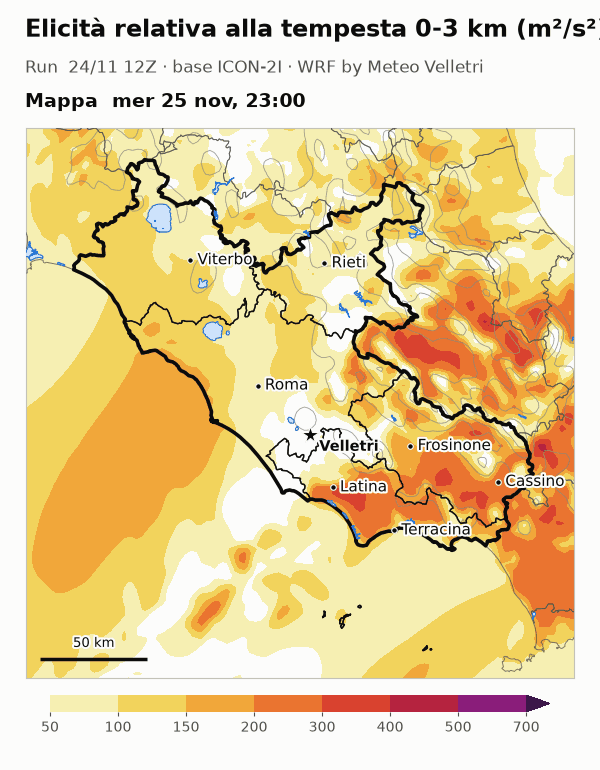 Elicità relativa alla tempesta 0-3 km (m²/s²)
Run 24/11 12Z · base ICON-2I · WRF by Meteo Velletri
Mappa mer 25 nov, 23:00
Viterbo
Rieti
Roma
Velletri
Frosinone
Latina
Cassino
Terracina
50 km
50 100 150 200 300 400 500 700